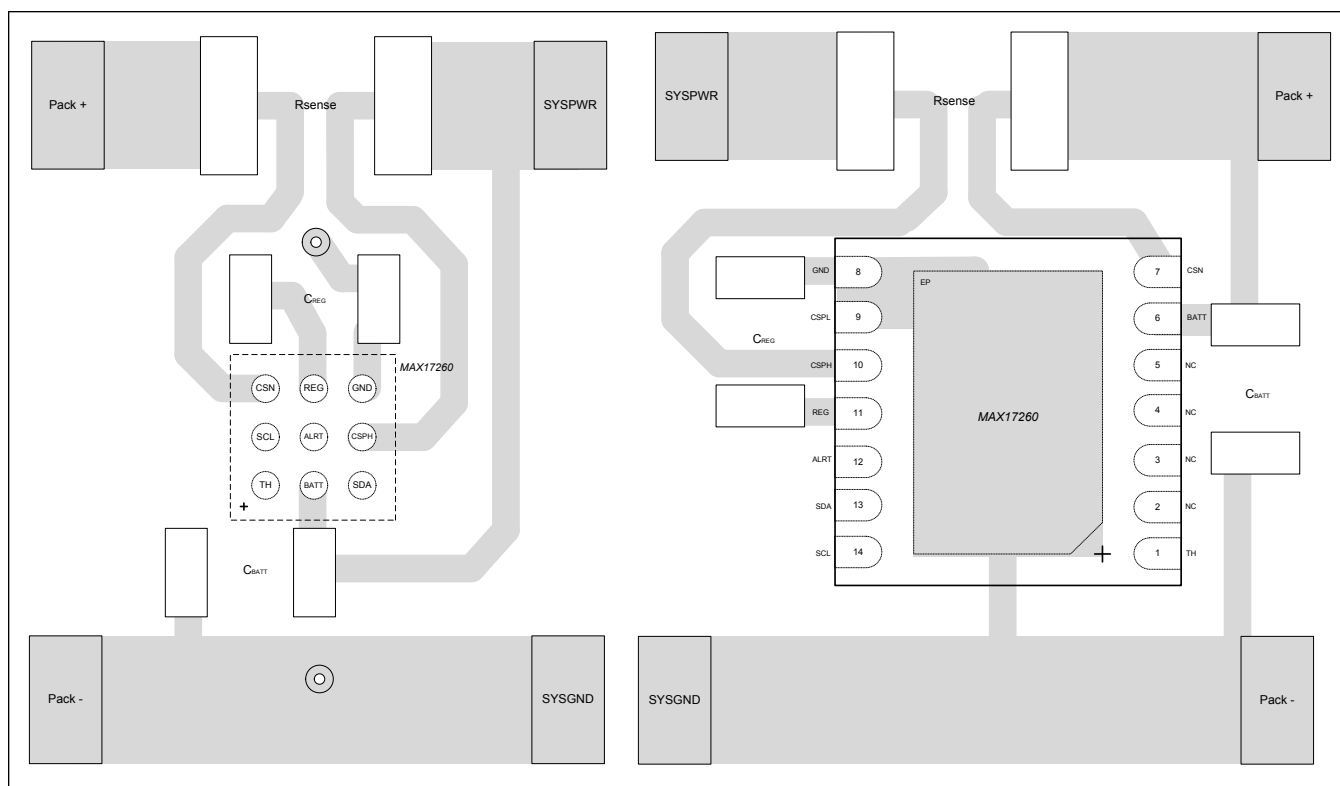 Pack +
Rsense
SYSPWR
CREG
MAX17260
CSN REG GND
SCL ALRT CSPH
TH BATT SDA
+
CBATT
Pack -
SYSGND
SYSPWR
Rsense
Pack +
EP
GND 8
CSPL 9
CSPH 10
REG 11
ALRT 12
SDA 13
SCL 14
CREG
MAX17260
7 CSN
6 BATT
5 NC
4 NC
3 NC
2 NC
1 TH
+
CBATT
SYSGND
Pack -